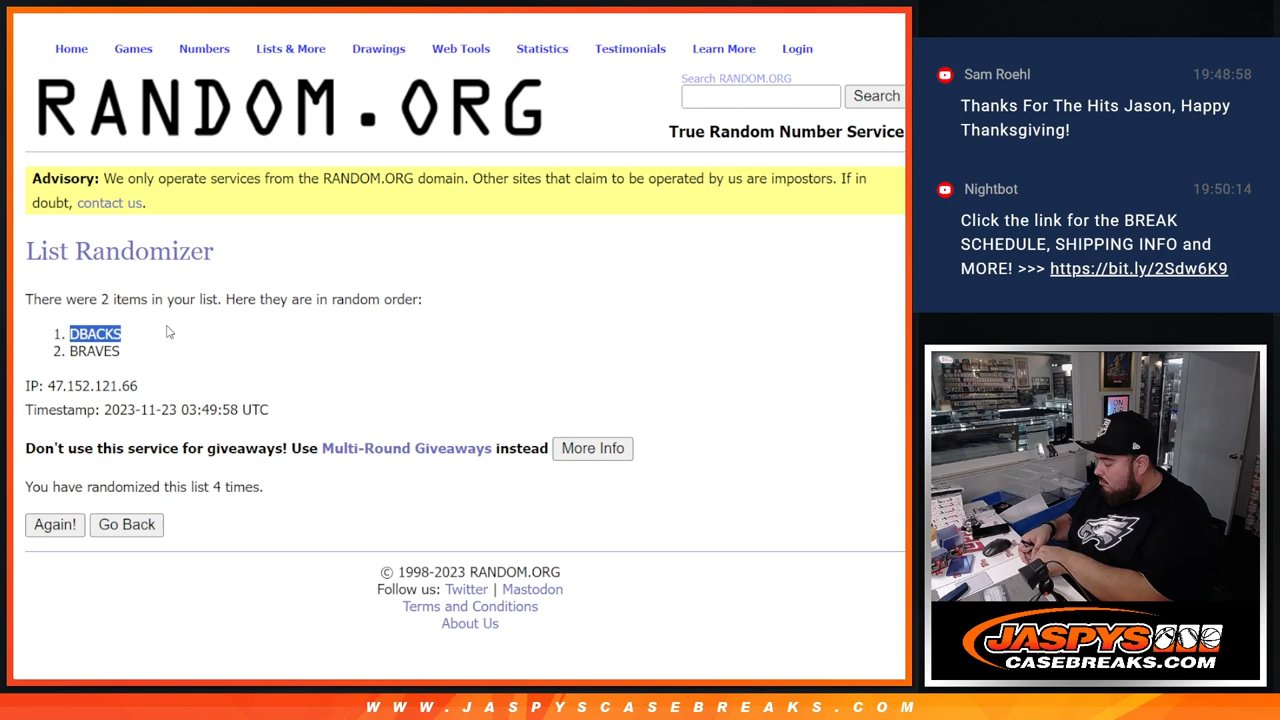 Home Games Numbers Lists & More Drawings Web Tools Statistics Testimonials Learn More Login
RANDOM.ORG
Search RANDOM.ORG
Search
True Random Number Service
Advisory: We only operate services from the RANDOM.ORG domain. Other sites that claim to be operated by us are impostors. If in
doubt, contact us.
List Randomizer
There were 2 items in your list. Here they are in random order:
1. DBACKS
2. BRAVES
IP: 47.152.121.66
Timestamp: 2023-11-23 03:49:58 UTC
Don't use this service for giveaways! Use Multi-Round Giveaways instead More Info
You have randomized this list 4 times.
Again! Go Back
© 1998-2023 RANDOM.ORG
Follow us: Twitter | Mastodon
Terms and Conditions
About Us
Sam Roehl 19:48:58
Thanks For The Hits Jason, Happy
Thanksgiving!
Nightbot 19:50:14
Click the link for the BREAK
SCHEDULE, SHIPPING INFO and
MORE! >>> https://bit.ly/2Sdw6K9
ON
AIR
JASPYS
CASEBREAKS.COM
WWW.JASPYSCASEBREAKS.COM